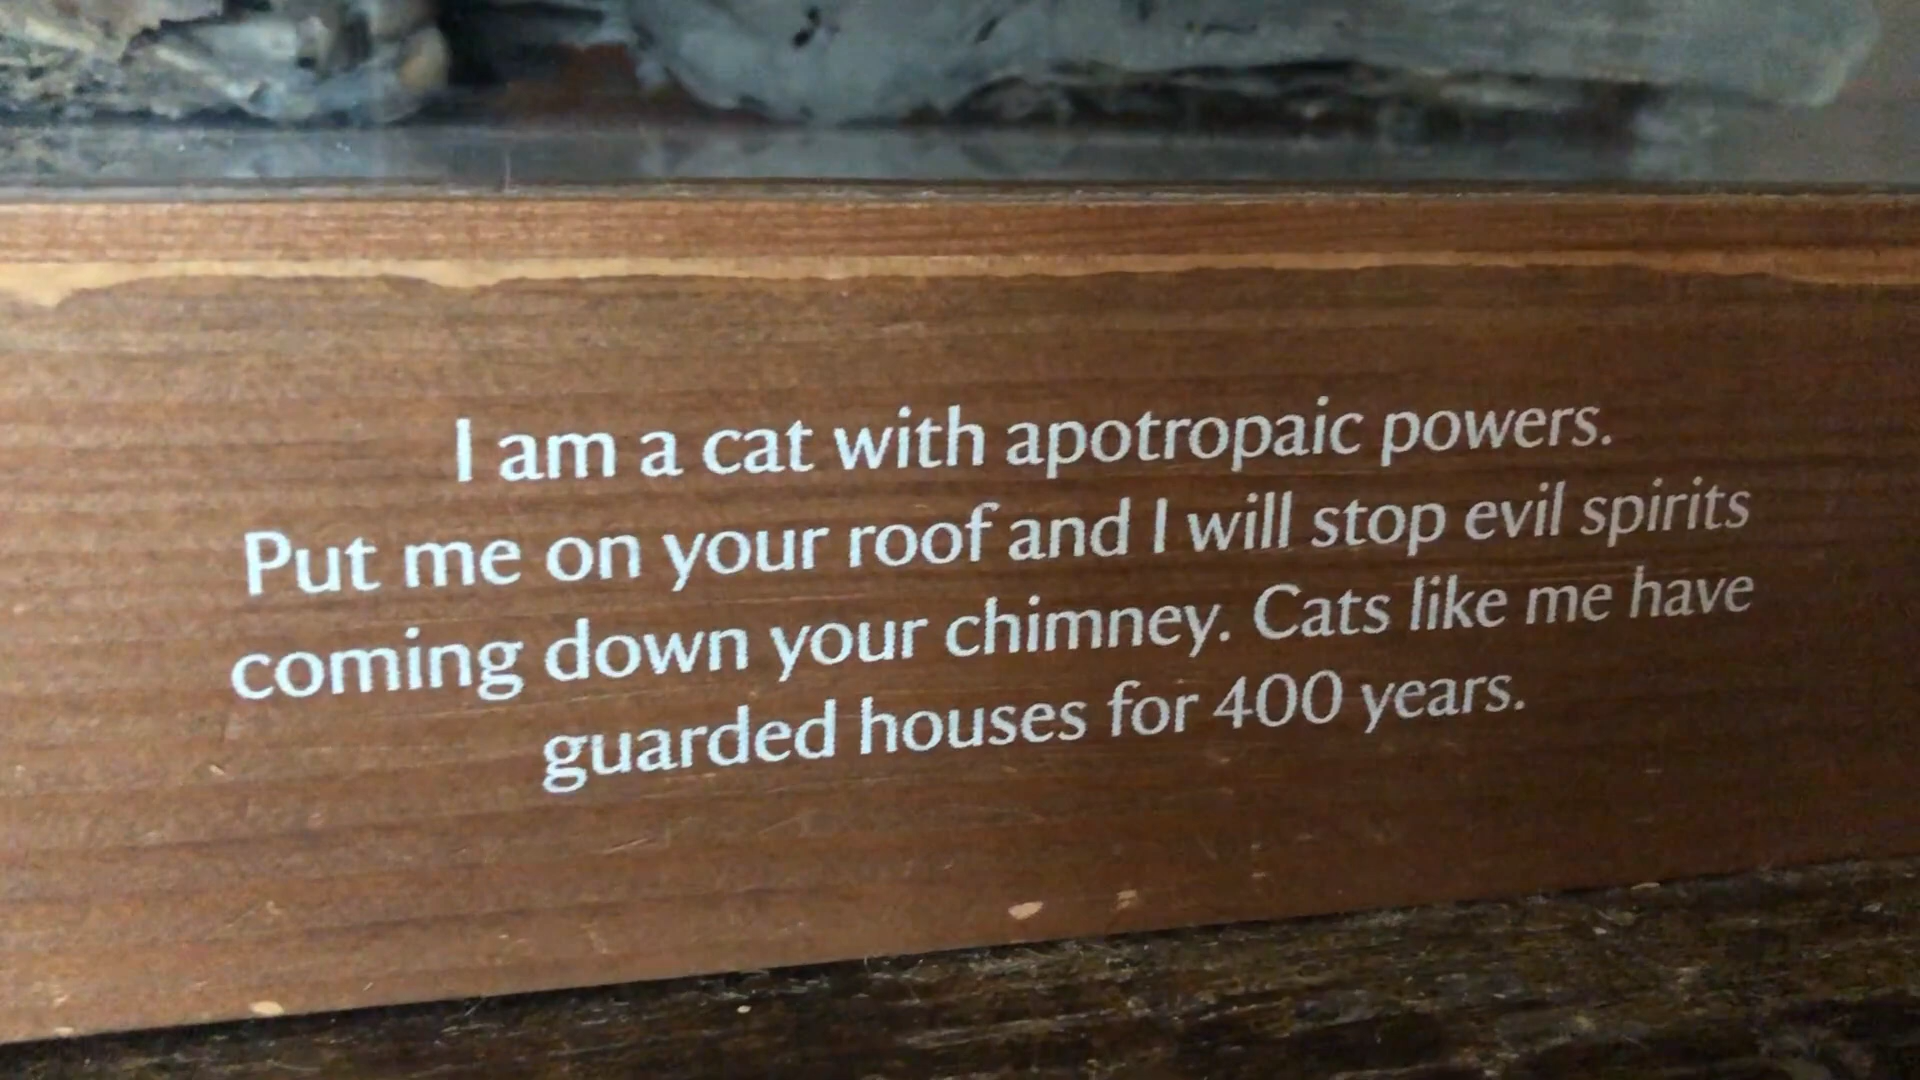 I am a cat with apotropaic powers.
Put me on your roof and I will stop evil spirits
coming down your chimney. Cats like me have
guarded houses for 400 years.